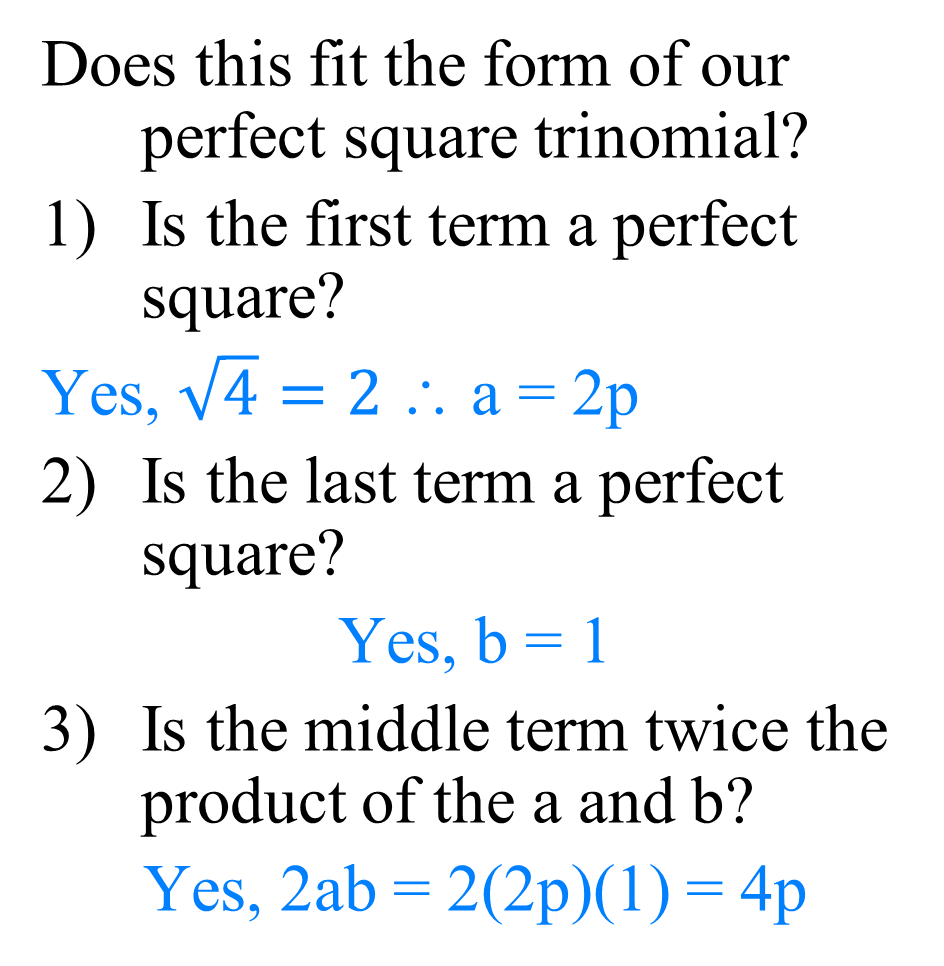 Does this fit the form of our
perfect square trinomial?
1) Is the first term a perfect
square?
Yes, √4 = 2 ∴ a = 2p
2) Is the last term a perfect
square?
Yes, b = 1
3) Is the middle term twice the
product of the a and b?
Yes, 2ab = 2(2p)(1) = 4p